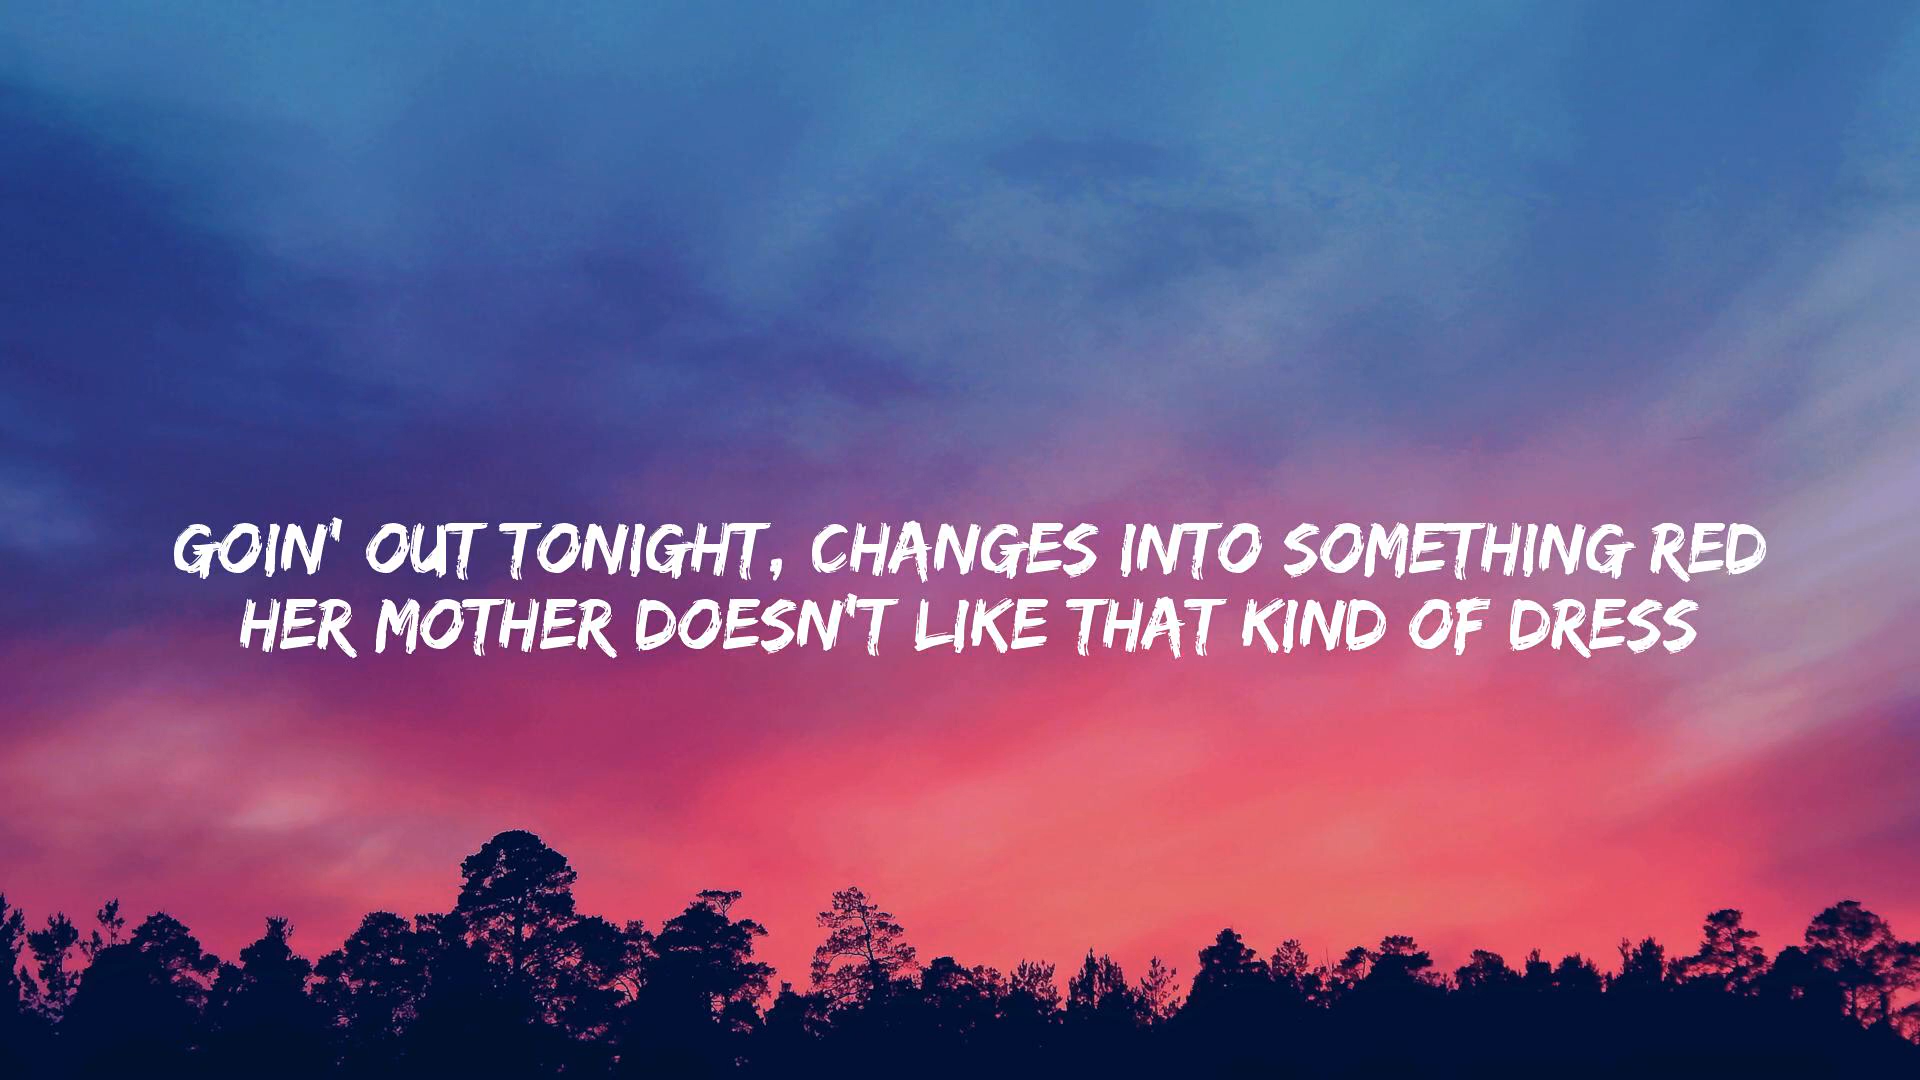 GOIN' OUT TONIGHT, CHANGES INTO SOMETHING RED
HER MOTHER DOESN'T LIKE THAT KIND OF DRESS